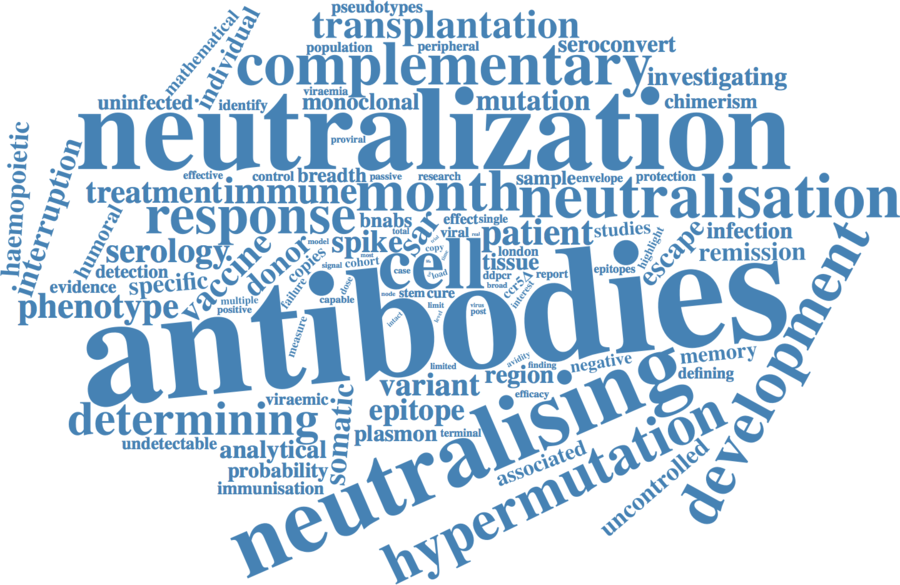 pseudotypes
transplantation
mathematical
individual
population
peripheral
seroconvert
complementary
investigating
viraemia
uninfected
identify
monoclonal
mutation
chimerism
neutralization
proviral
haemopoietic
interruption
effective
control
breadth
passive
research
sample
envelope
protection
treatment
immune
month
neutralisation
response
bnabs
sars
effect
single
humoral
total
viral
patient
studies
escape
infection
serology
vaccine
donor
model
spike
copy
london
highlight
remission
detection
signal
copies
cohort
most
cell
case
load
tissue
ddpcr
report
epitopes
evidence
specific
failure
dose
broad
ccr5
interest
phenotype
multiple
positive
capable
node
stem
cure
limit
level
virus
post
intact
measure
antibodies
development
limited
avidity
finding
negative
memory
variant
region
defining
efficacy
viraemic
somatic
determining
epitope
neutralising
undetectable
analytical
plasmon
terminal
hypermutation
probability
associated
uncontrolled
immunisation